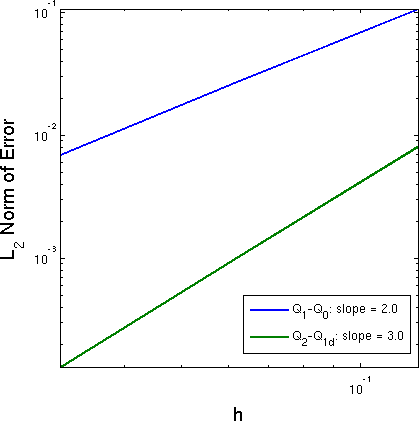 10⁻¹
10⁻²
10⁻³
L₂ Norm of Error
Q₁-Q₀: slope = 2.0
Q₂-Q₁d: slope = 3.0
10⁻¹
h